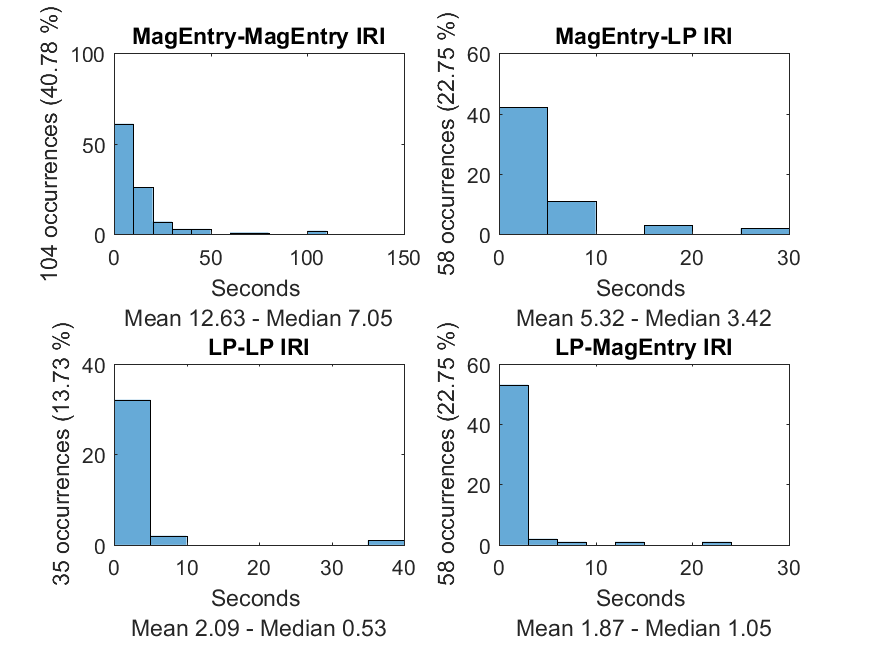 MagEntry-MagEntry IRI
104 occurrences (40.78 %)
100
50
0
0 50 100 150
Seconds
Mean 12.63 - Median 7.05
MagEntry-LP IRI
58 occurrences (22.75 %)
60
40
20
0
0 10 20 30
Seconds
Mean 5.32 - Median 3.42
LP-LP IRI
35 occurrences (13.73 %)
40
20
0
0 10 20 30 40
Seconds
Mean 2.09 - Median 0.53
LP-MagEntry IRI
58 occurrences (22.75 %)
60
40
20
0
0 10 20 30
Seconds
Mean 1.87 - Median 1.05